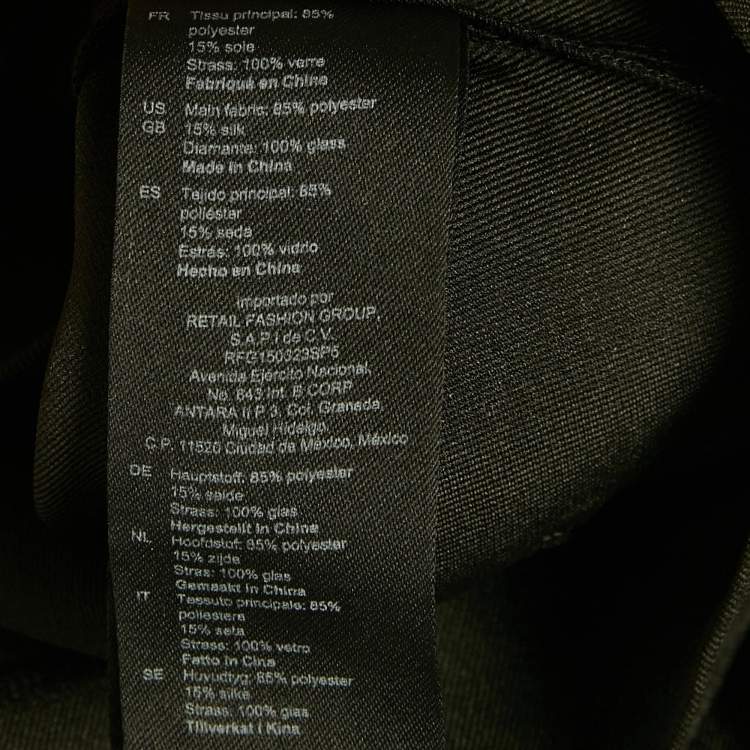 FR Tissu principal: 85%
polyester
15% soie
Strass: 100% verre
Fabriqué en China
US Main fabric: 85% polyester
GB 15% silk
Diamante: 100% glass
Made in China
ES Tejido principal: 85%
poliéster
15% seda
Estrás: 100% vidrio
Hecho en China
Importado por
RETAIL FASHION GROUP,
S.A.P.I de C.V.
RFG150323SP6
Avenida Ejército Nacional,
No. 843 Int. B CORP
ANTARA II P 3, Col. Granada,
Miguel Hidalgo,
C.P. 11520 Ciudad de México, México
DE Hauptstoff: 85% polyester
15% seide
Strass: 100% glas
Hergestellt in China
NL Hoofdstof: 85% polyester
15% zijde
Stras: 100% glas
Gemaakt in China
IT Tessuto principale: 85%
poliestere
15% seta
Strass: 100% vetro
Fatto in Cina
SE Huvudtyg: 85% polyester
15% silke
Strass: 100% glas
Tillverkat i Kina